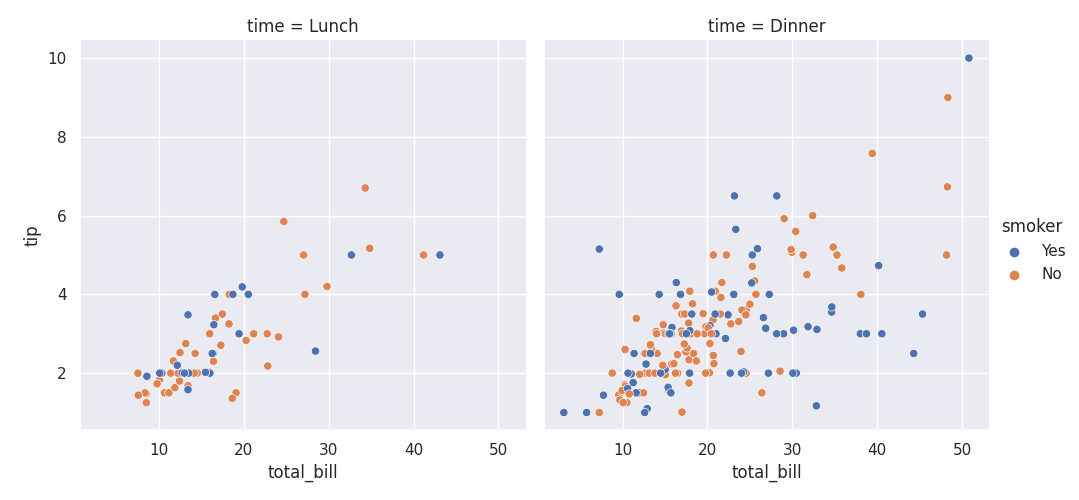 time = Lunch
time = Dinner
10
8
6
4
2
tip
10 20 30 40 50
10 20 30 40 50
total_bill
total_bill
smoker
Yes
No